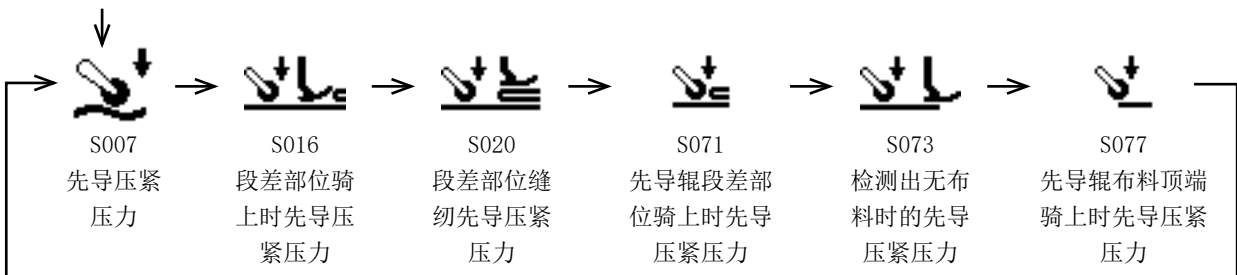 S007
先导压紧
压力
S016
段差部位骑
上时先导压
紧压力
S020
段差部位缝
纫先导压紧
压力
S071
先导辊段差部
位骑上时先导
压紧压力
S073
检测出无布
料时的先导
压紧压力
S077
先导辊布料顶端
骑上时先导压紧
压力